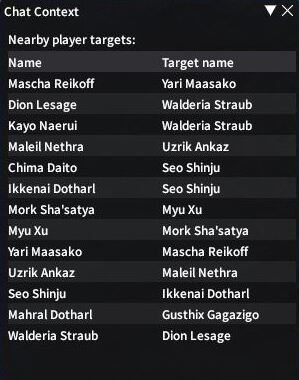 Chat Context
Nearby player targets:
Name Target name
Mascha Reikoff Yari Maasako
Dion Lesage Walderia Straub
Kayo Naerui Walderia Straub
Maleil Nethra Uzrik Ankaz
Chima Daito Seo Shinju
Ikkenai Dotharl Seo Shinju
Mork Sha'satya Myu Xu
Myu Xu Mork Sha'satya
Yari Maasako Mascha Reikoff
Uzrik Ankaz Maleil Nethra
Seo Shinju Ikkenai Dotharl
Mahral Dotharl Gusthix Gagazigo
Walderia Straub Dion Lesage